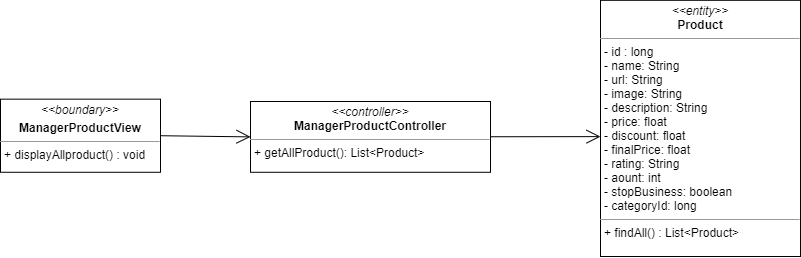 <<boundary>>
ManagerProductView
+ displayAllproduct() : void
<<controller>>
ManagerProductController
+ getAllProduct(): List<Product>
<<entity>>
Product
- id : long
- name: String
- url: String
- image: String
- description: String
- price: float
- discount: float
- finalPrice: float
- rating: String
- aount: int
- stopBusiness: boolean
- categoryId: long
+ findAll() : List<Product>